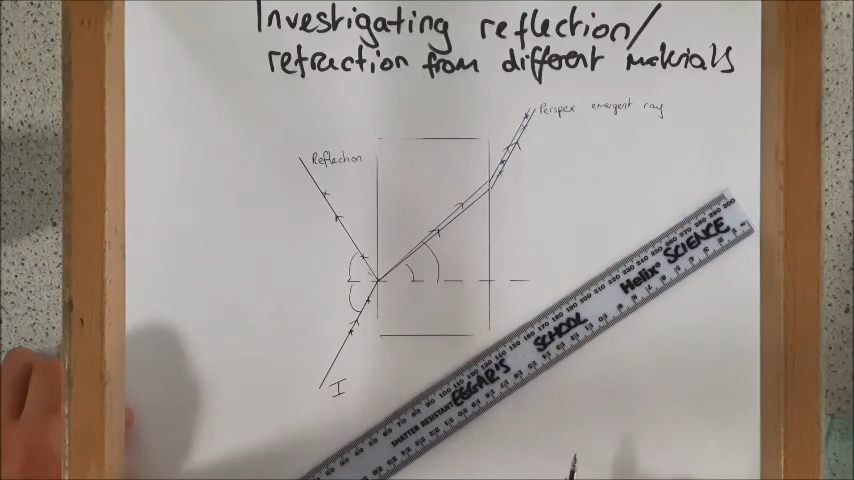 Investigating reflection/
refraction from different materials
Perspex emergent ray
Reflection
I
Helix® SCIENCE
SCHOOL
EGGAR'S
SHATTER RESISTANT